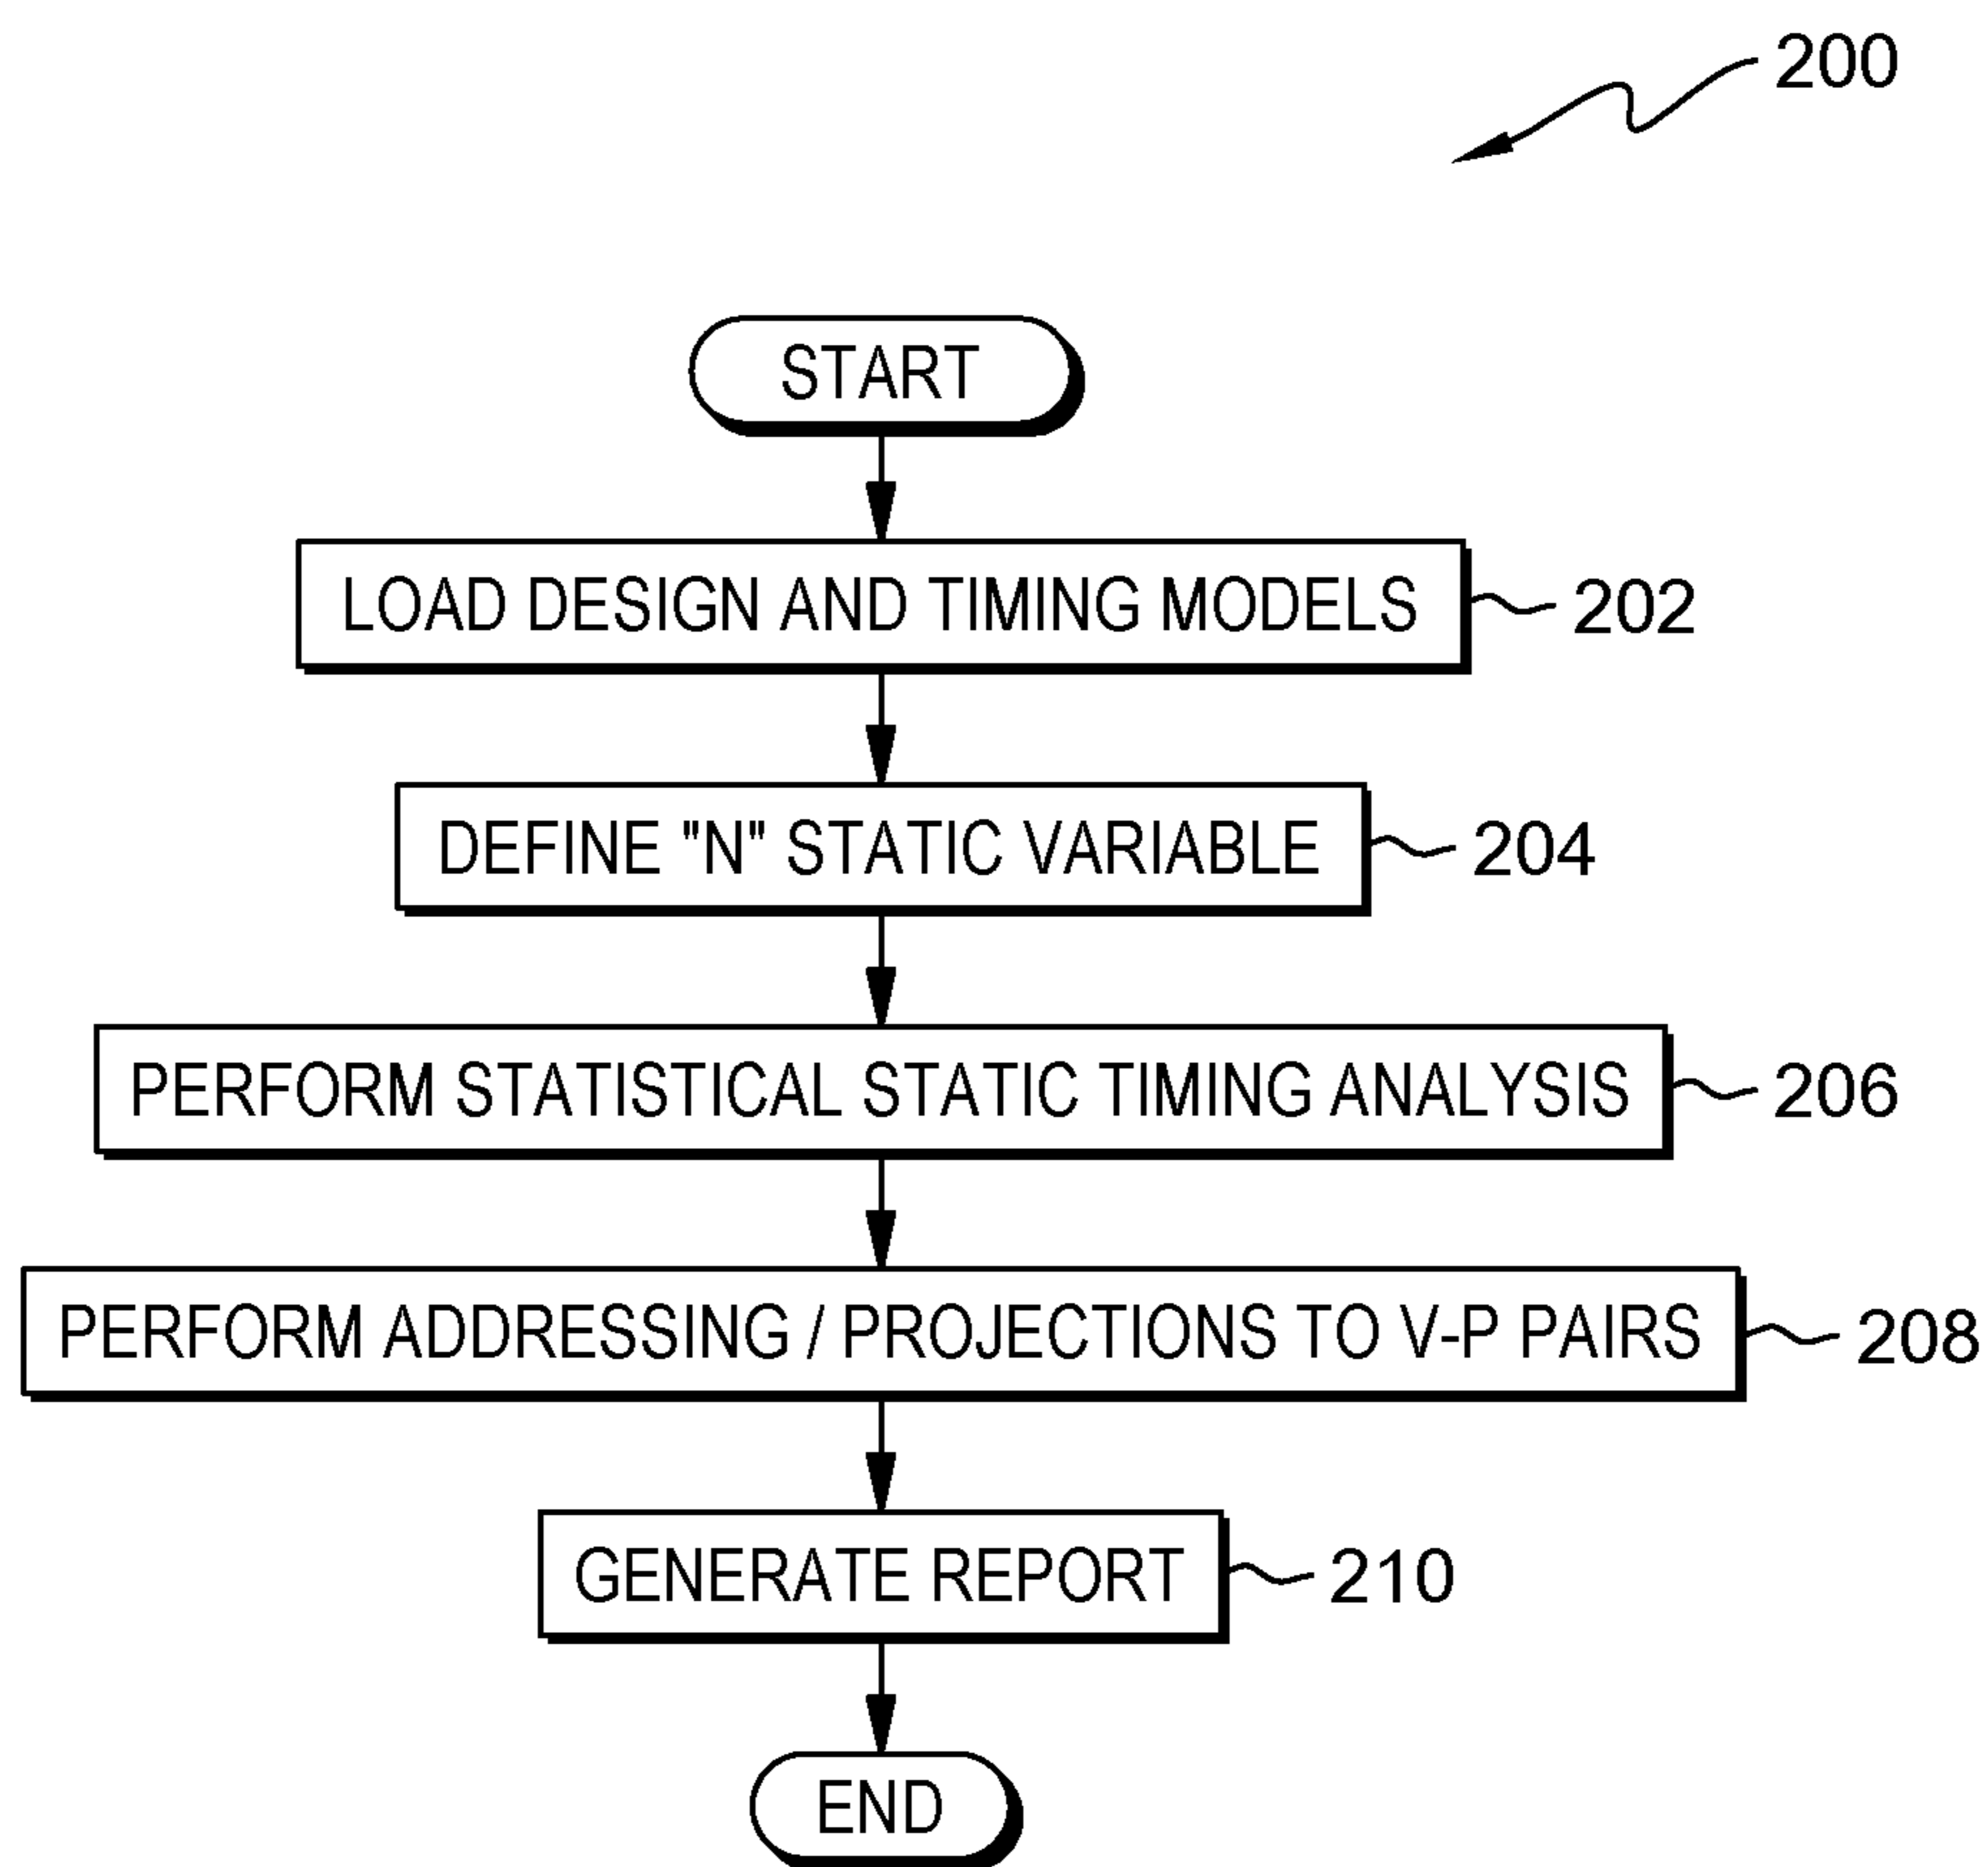 200
START
LOAD DESIGN AND TIMING MODELS 202
DEFINE "N" STATIC VARIABLE 204
PERFORM STATISTICAL STATIC TIMING ANALYSIS 206
PERFORM ADDRESSING / PROJECTIONS TO V-P PAIRS 208
GENERATE REPORT 210
END